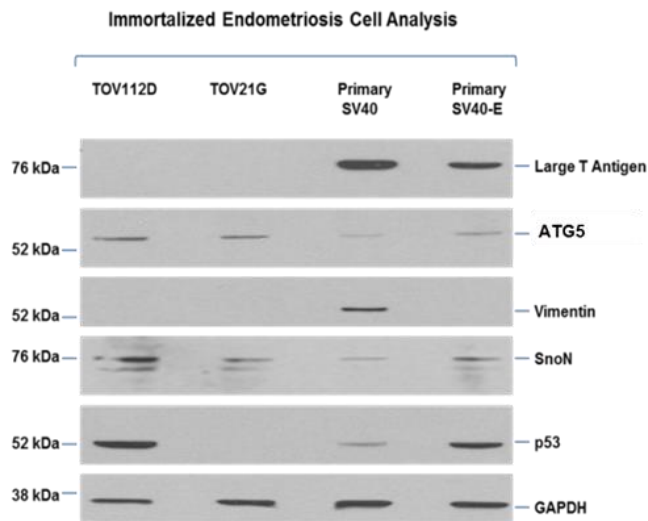 Immortalized Endometriosis Cell Analysis
TOV112D TOV21G Primary Primary
SV40 SV40-E
76 kDa Large T Antigen
ATG5
52 kDa
52 kDa Vimentin
76 kDa SnoN
52 kDa p53
38 kDa
GAPDH